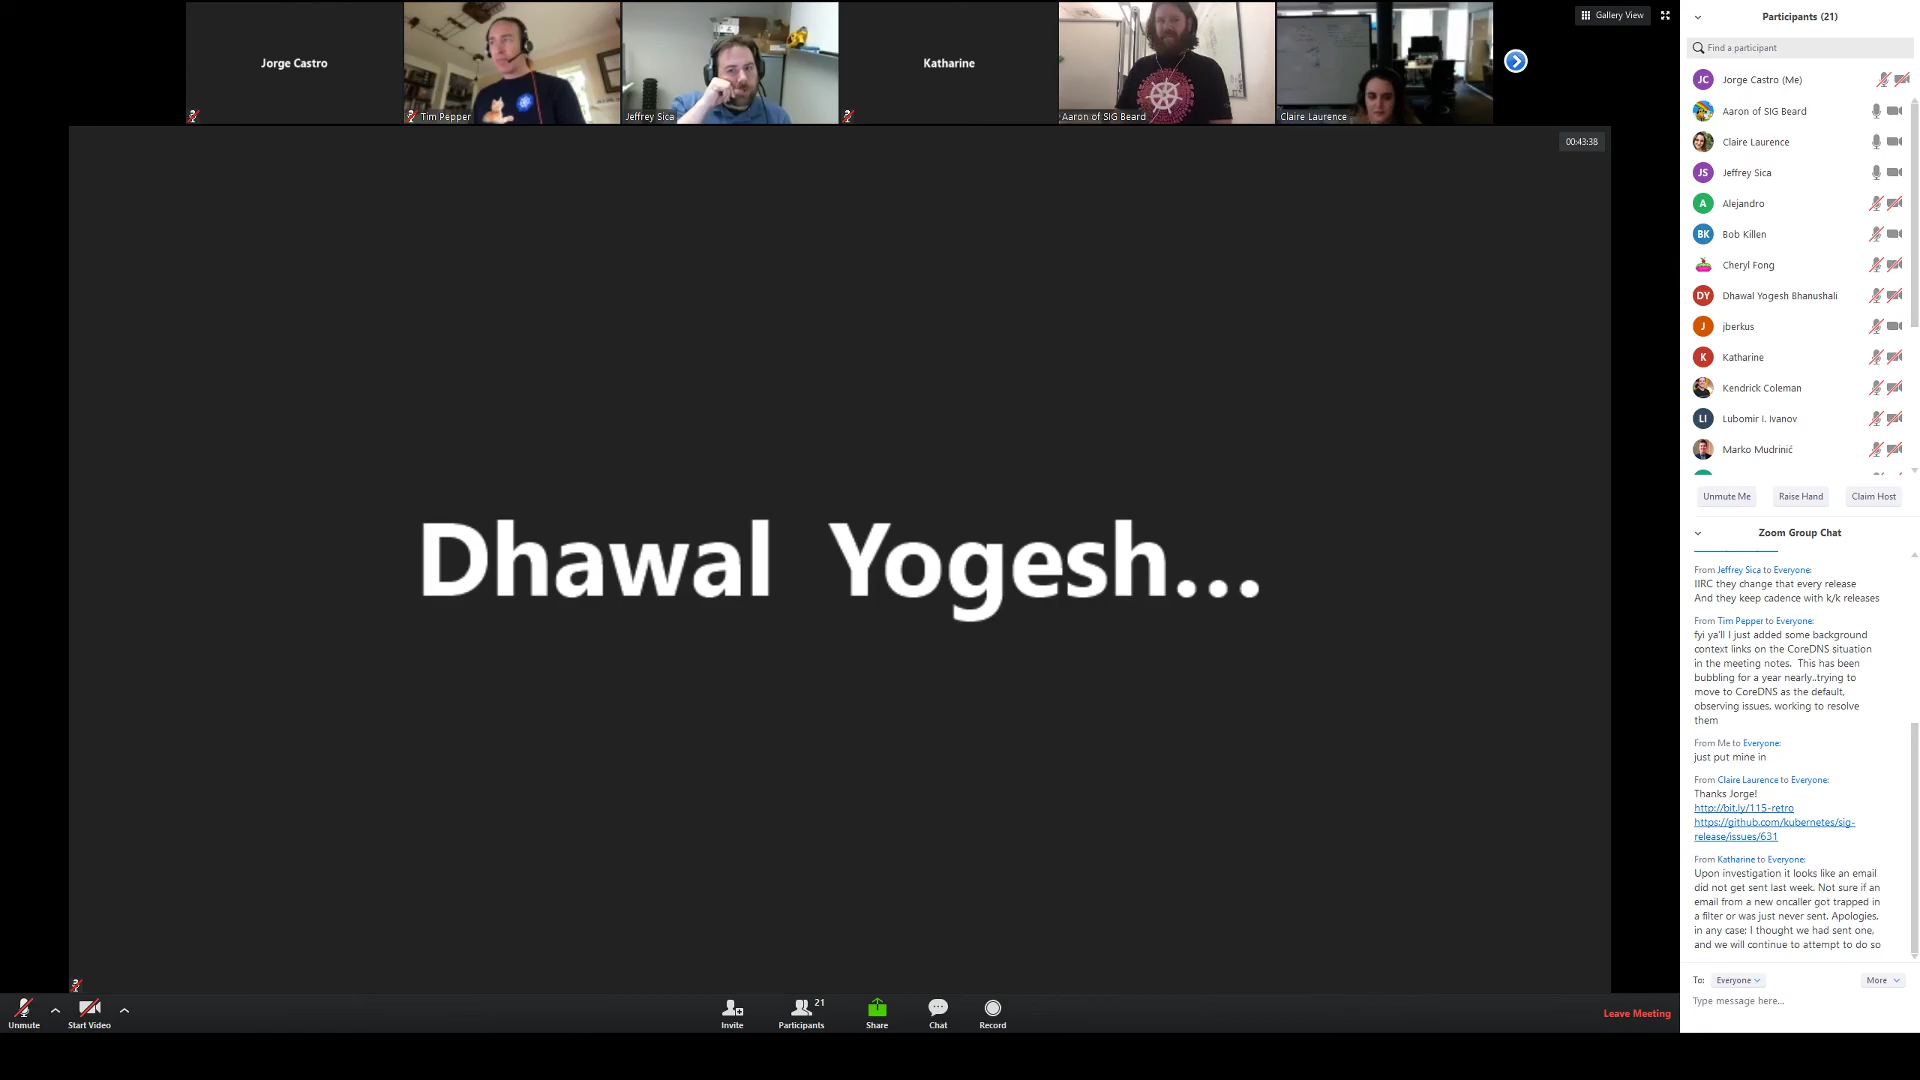 Jorge Castro
Tim Pepper
Jeffrey Sica
Katharine
Aaron of SIG Beard
Claire Laurence
Gallery View
00:43:38
Dhawal Yogesh...
Unmute
Start Video
Invite
21
Participants
Share
Chat
Record
Leave Meeting
Participants (21)
Find a participant
JC Jorge Castro (Me)
Aaron of SIG Beard
Claire Laurence
JS Jeffrey Sica
A Alejandro
BK Bob Killen
Cheryl Fong
DY Dhawal Yogesh Bhanushali
J jberkus
K Katharine
Kendrick Coleman
LI Lubomir I. Ivanov
Marko Mudrinić
Unmute Me
Raise Hand
Claim Host
Zoom Group Chat
From Jeffrey Sica to Everyone:
IIRC they change that every release
And they keep cadence with k/k releases
From Tim Pepper to Everyone:
fyi ya'll I just added some background
context links on the CoreDNS situation
in the meeting notes. This has been
bubbling for a year nearly..trying to
move to CoreDNS as the default,
observing issues, working to resolve
them
From Me to Everyone:
just put mine in
From Claire Laurence to Everyone:
Thanks Jorge!
http://bit.ly/115-retro
https://github.com/kubernetes/sig-
release/issues/631
From Katharine to Everyone:
Upon investigation it looks like an email
did not get sent last week. Not sure if an
email from a new oncaller got trapped in
a filter or was just never sent. Apologies,
in any case; I thought we had sent one,
and we will continue to attempt to do so
To: Everyone
More
Type message here...